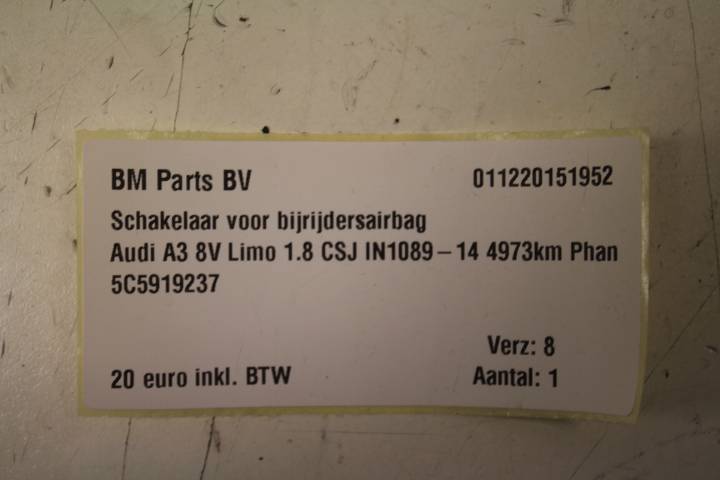 BM Parts BV 011220151952
Schakelaar voor bijrijdersairbag
Audi A3 8V Limo 1.8 CSJ IN1089-14 4973km Phan
5C5919237
Verz: 8
20 euro inkl. BTW Aantal: 1